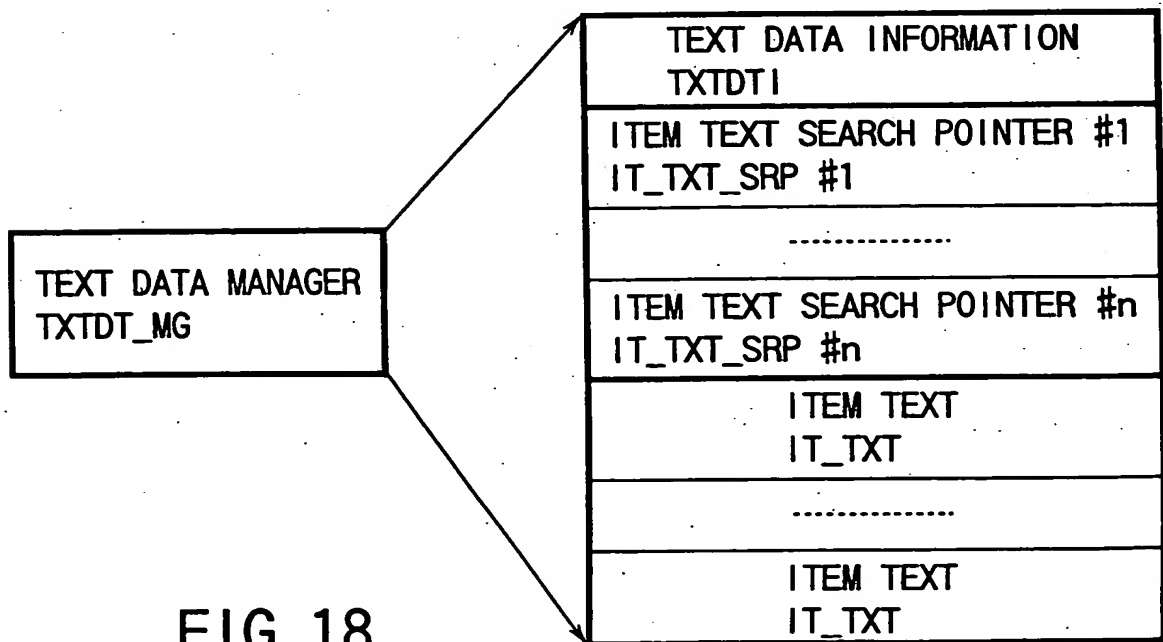 TEXT DATA MANAGER
TXTDT_MG
TEXT DATA INFORMATION
TXTDTI
ITEM TEXT SEARCH POINTER #1
IT_TXT_SRP #1
ITEM TEXT SEARCH POINTER #n
IT_TXT_SRP #n
ITEM TEXT
IT_TXT
ITEM TEXT
IT_TXT
FIG. 18